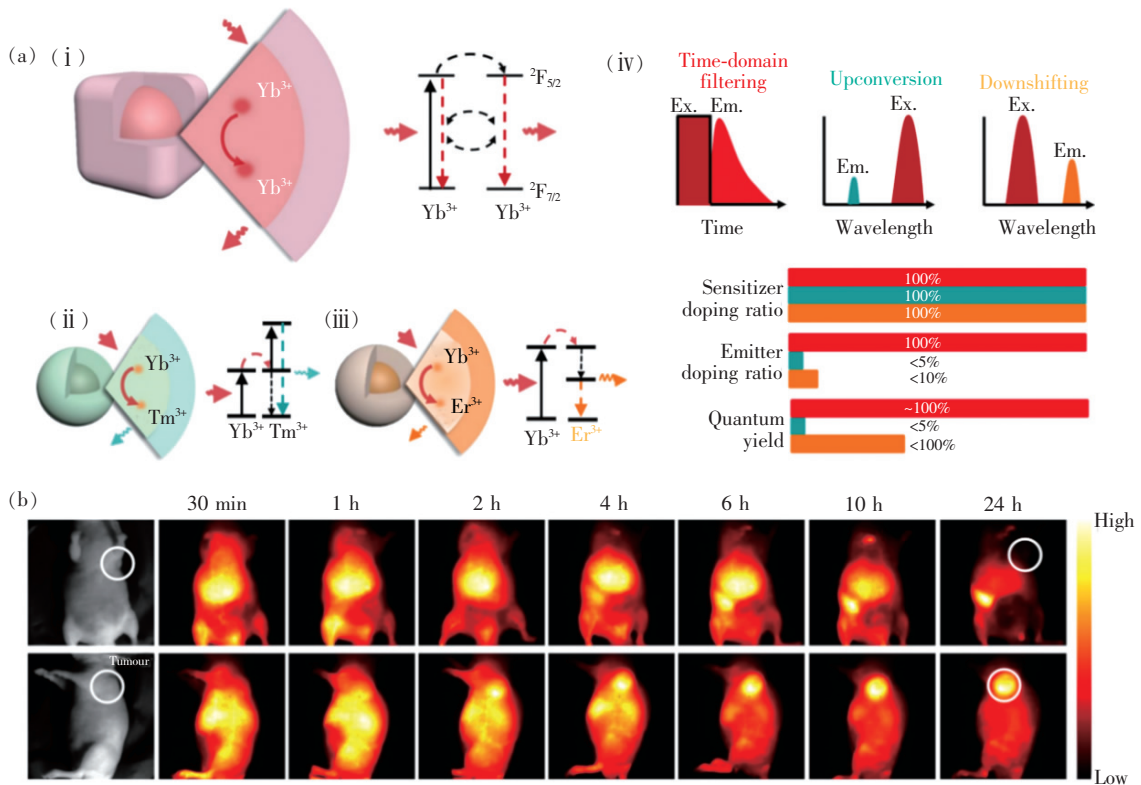 (a)
(i)
Yb³⁺
Yb³⁺
²F₅/₂
²F₇/₂
Yb³⁺
Yb³⁺
(ii)
Yb³⁺
Tm³⁺
Yb³⁺
Tm³⁺
(iii)
Yb³⁺
Er³⁺
Yb³⁺
Er³⁺
(iv)
Time-domain
filtering
Ex.
Em.
Time
Upconversion
Ex.
Em.
Wavelength
Downshifting
Ex.
Em.
Wavelength
Sensitizer
doping ratio
100%
100%
100%
Emitter
doping ratio
100%
<5%
<10%
Quantum
yield
~100%
<5%
<100%
(b)
30 min
1 h
2 h
4 h
6 h
10 h
24 h
High
Tumour
Low